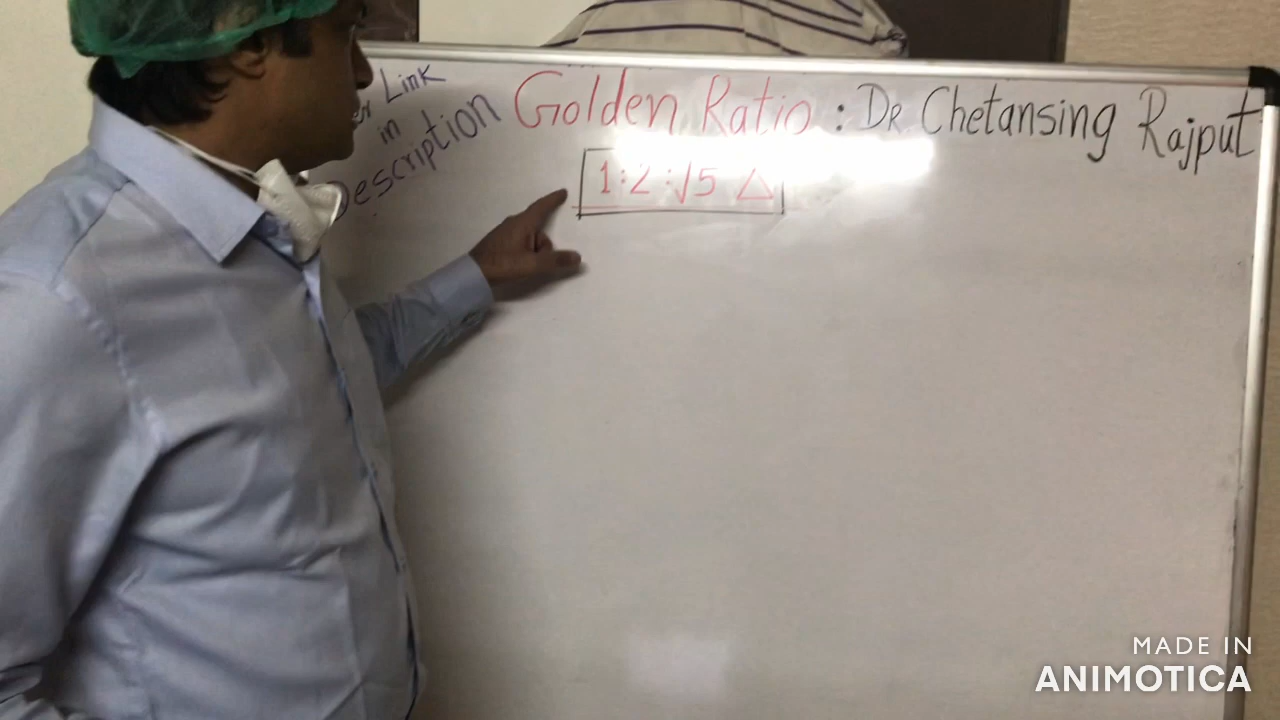 Link
in
Description
Golden Ratio : Dr Chetansing Rajput
1:2:√5 △
MADE IN
ANIMOTICA